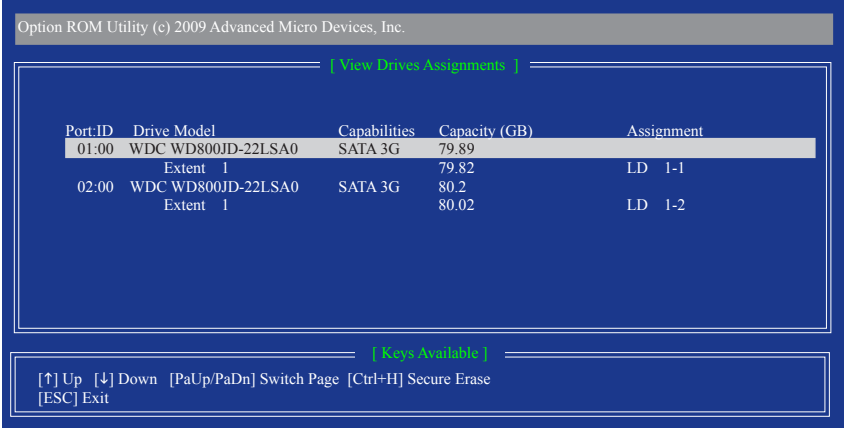 Option ROM Utility (c) 2009 Advanced Micro Devices, Inc.
[ View Drives Assignments ]
Port:ID Drive Model Capabilities Capacity (GB) Assignment
01:00 WDC WD800JD-22LSA0 SATA 3G 79.89
Extent 1 79.82 LD 1-1
02:00 WDC WD800JD-22LSA0 SATA 3G 80.2
Extent 1 80.02 LD 1-2
[ Keys Available ]
[↑] Up [↓] Down [PaUp/PaDn] Switch Page [Ctrl+H] Secure Erase
[ESC] Exit